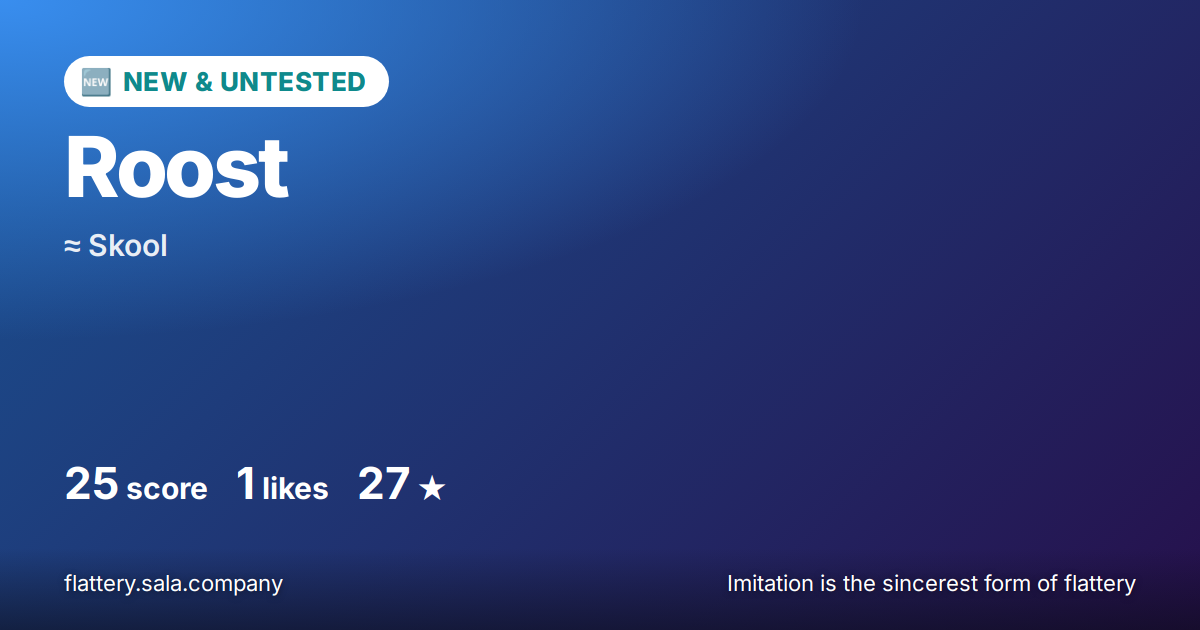 🆕 NEW & UNTESTED
Roost
≈ Skool
25 score 1 likes 27 ★
flattery.sala.company
Imitation is the sincerest form of flattery